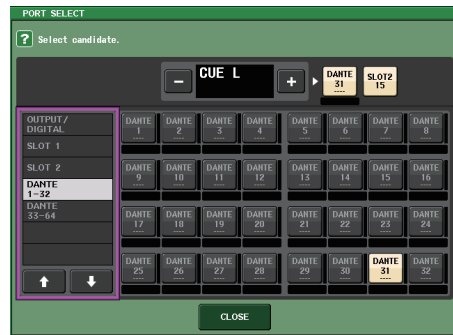 PORT SELECT
? Select candidate.
− CUE L + DANTE 31 ---- SLOT2 15
OUTPUT/DIGITAL
SLOT 1
SLOT 2
DANTE 1-32
DANTE 33-64
DANTE 1 ---- DANTE 2 ---- DANTE 3 ---- DANTE 4 ---- DANTE 5 ---- DANTE 6 ---- DANTE 7 ---- DANTE 8 ----
DANTE 9 ---- DANTE 10 ---- DANTE 11 ---- DANTE 12 ---- DANTE 13 ---- DANTE 14 ---- DANTE 15 ---- DANTE 16 ----
DANTE 17 ---- DANTE 18 ---- DANTE 19 ---- DANTE 20 ---- DANTE 21 ---- DANTE 22 ---- DANTE 23 ---- DANTE 24 ----
DANTE 25 ---- DANTE 26 ---- DANTE 27 ---- DANTE 28 ---- DANTE 29 ---- DANTE 30 ---- DANTE 31 ---- DANTE 32 ----
CLOSE